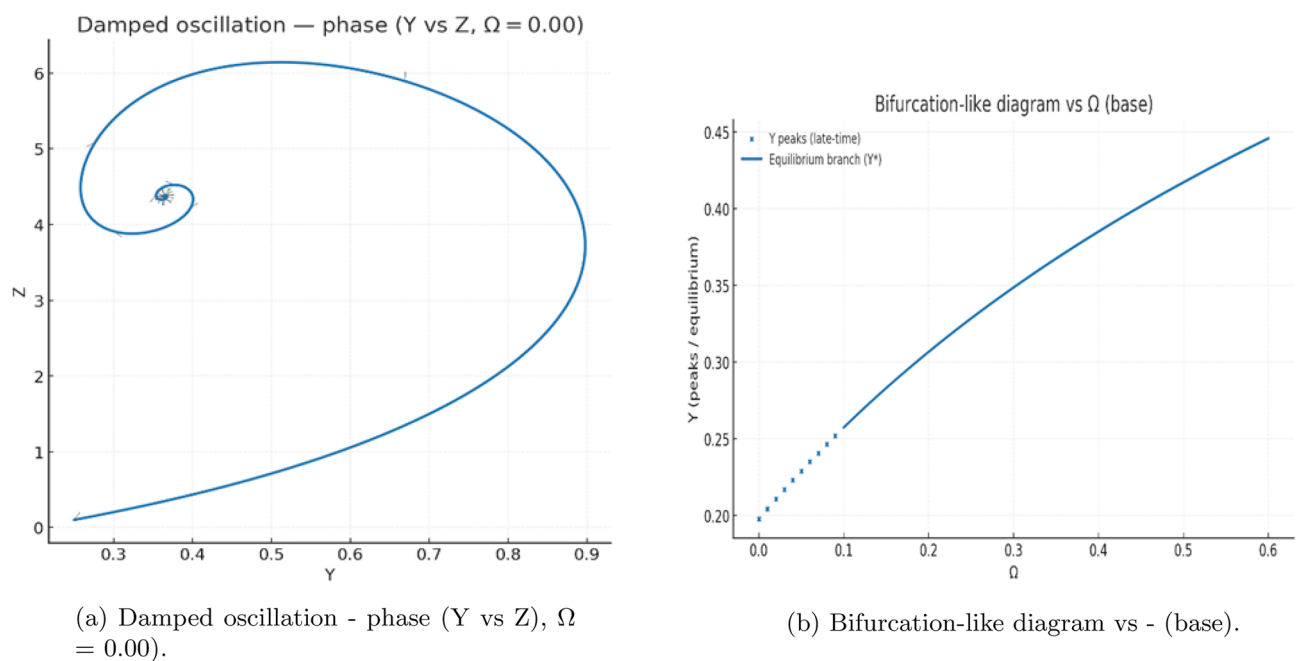 Damped oscillation — phase (Y vs Z, Ω = 0.00)
6
5
4
3
2
1
0
Z
0.3 0.4 0.5 0.6 0.7 0.8 0.9
Y
(a) Damped oscillation - phase (Y vs Z), Ω
= 0.00).
Bifurcation-like diagram vs Ω (base)
Y peaks (late-time)
Equilibrium branch (Y*)
0.45
0.40
0.35
0.30
0.25
0.20
Y (peaks / equilibrium)
0.0 0.1 0.2 0.3 0.4 0.5 0.6
Ω
(b) Bifurcation-like diagram vs - (base).